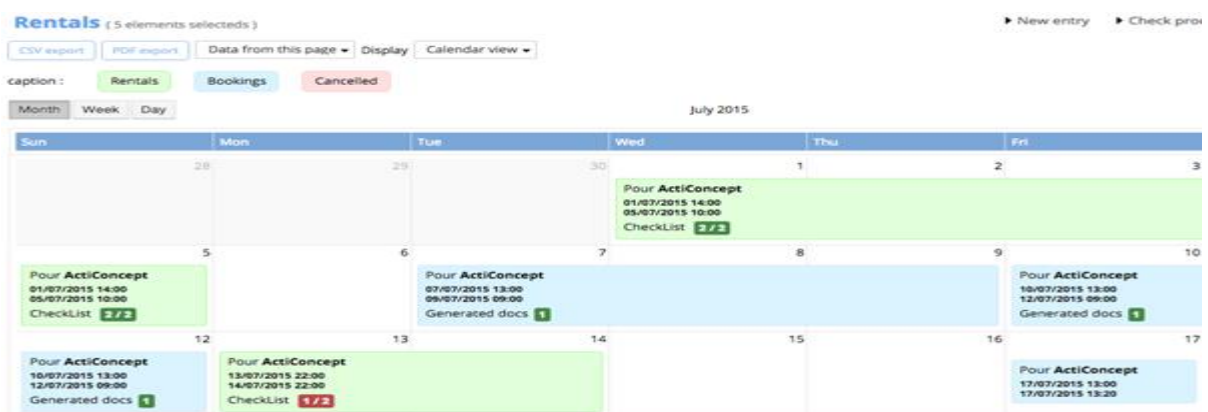 Rentals ( 5 elements selecteds )
New entry Check pro
CSV export PDF export Data from this page Display Calendar view
caption : Rentals Bookings Cancelled
Month Week Day
July 2015
Sun Mon Tue Wed Thu Fri
28 29 30 1 2 3
Pour ActiConcept
01/07/2015 14:00
05/07/2015 10:00
CheckList 2/2
5 6 7 8 9 10
Pour ActiConcept
01/07/2015 14:00
05/07/2015 10:00
CheckList 2/2
Pour ActiConcept
07/07/2015 13:00
09/07/2015 09:00
Generated docs 1
Pour ActiConcept
10/07/2015 13:00
12/07/2015 09:00
Generated docs 1
12 13 14 15 16 17
Pour ActiConcept
10/07/2015 13:00
12/07/2015 09:00
Generated docs 1
Pour ActiConcept
13/07/2015 22:00
14/07/2015 22:00
CheckList 1/2
Pour ActiConcept
17/07/2015 13:00
17/07/2015 13:20